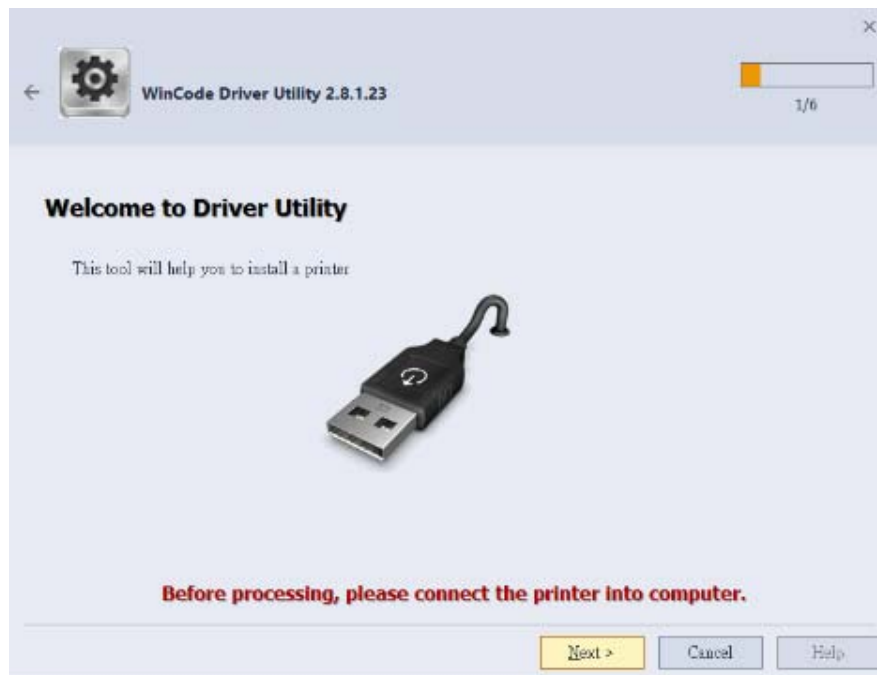 WinCode Driver Utility 2.8.1.23
1/6
Welcome to Driver Utility
This tool will help you to install a printer
Before processing, please connect the printer into computer.
Next >
Cancel
Help